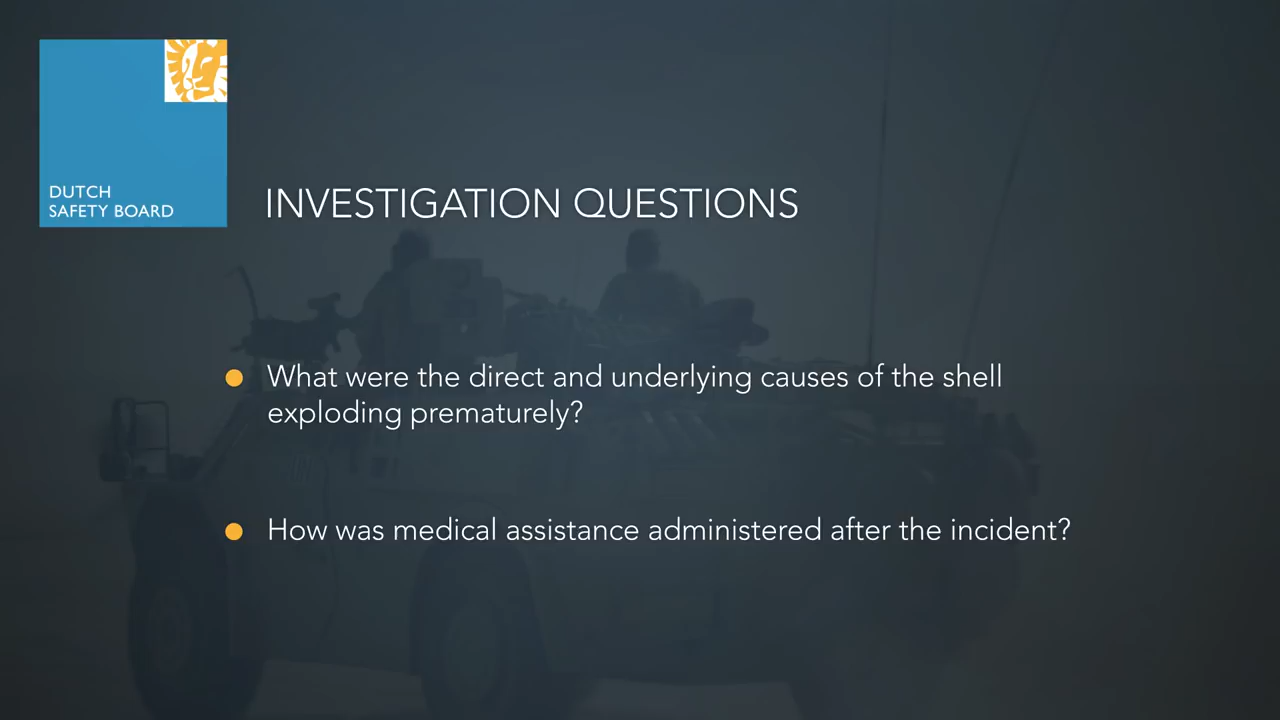 DUTCH
SAFETY BOARD
INVESTIGATION QUESTIONS
What were the direct and underlying causes of the shell
exploding prematurely?
How was medical assistance administered after the incident?